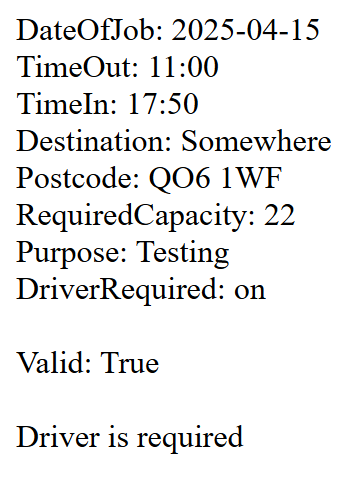 DateOfJob: 2025-04-15
TimeOut: 11:00
TimeIn: 17:50
Destination: Somewhere
Postcode: QO6 1WF
RequiredCapacity: 22
Purpose: Testing
DriverRequired: on
Valid: True
Driver is required